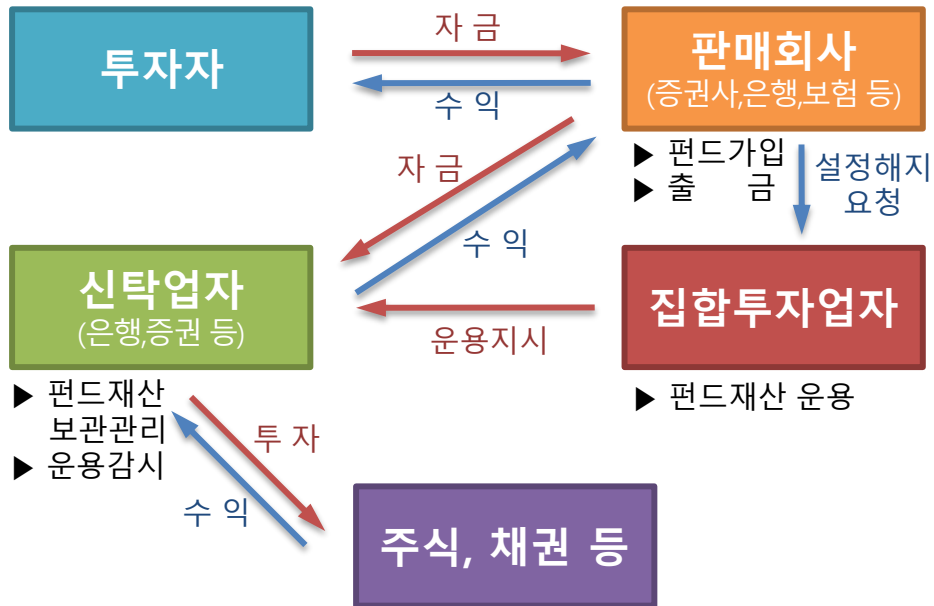 투자자
자 금
수 익
판매회사
(증권사,은행,보험 등)
▶ 펀드가입
▶ 출 금
설정해지
요청
자 금
수 익
신탁업자
(은행,증권 등)
운용지시
집합투자업자
▶ 펀드재산
보관관리
▶ 운용감시
▶ 펀드재산 운용
투 자
수 익
주식, 채권 등